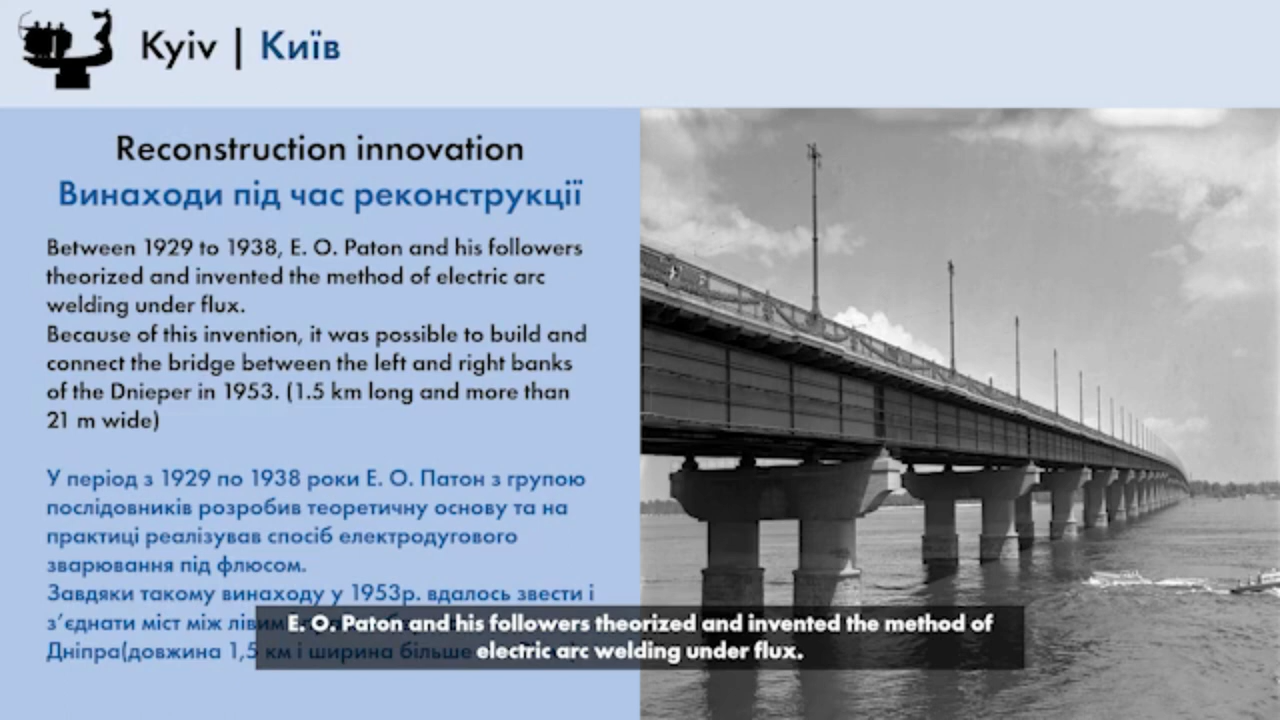 Kyiv | Київ
Reconstruction innovation
Винаходи під час реконструкції
Between 1929 to 1938, E. O. Paton and his followers
theorized and invented the method of electric arc
welding under flux.
Because of this invention, it was possible to build and
connect the bridge between the left and right banks
of the Dnieper in 1953. (1.5 km long and more than
21 m wide)
У період з 1929 по 1938 роки Е. О. Патон з групою
послідовників розробив теоретичну основу та на
практиці реалізував спосіб електродугового
зварювання під флюсом.
Завдяки такому винаходу у 1953р. вдалось звести і
з’єднати міст між лівим
Дніпра(довжина 1,5 км і ширина більше
E. O. Paton and his followers theorized and invented the method of
electric arc welding under flux.